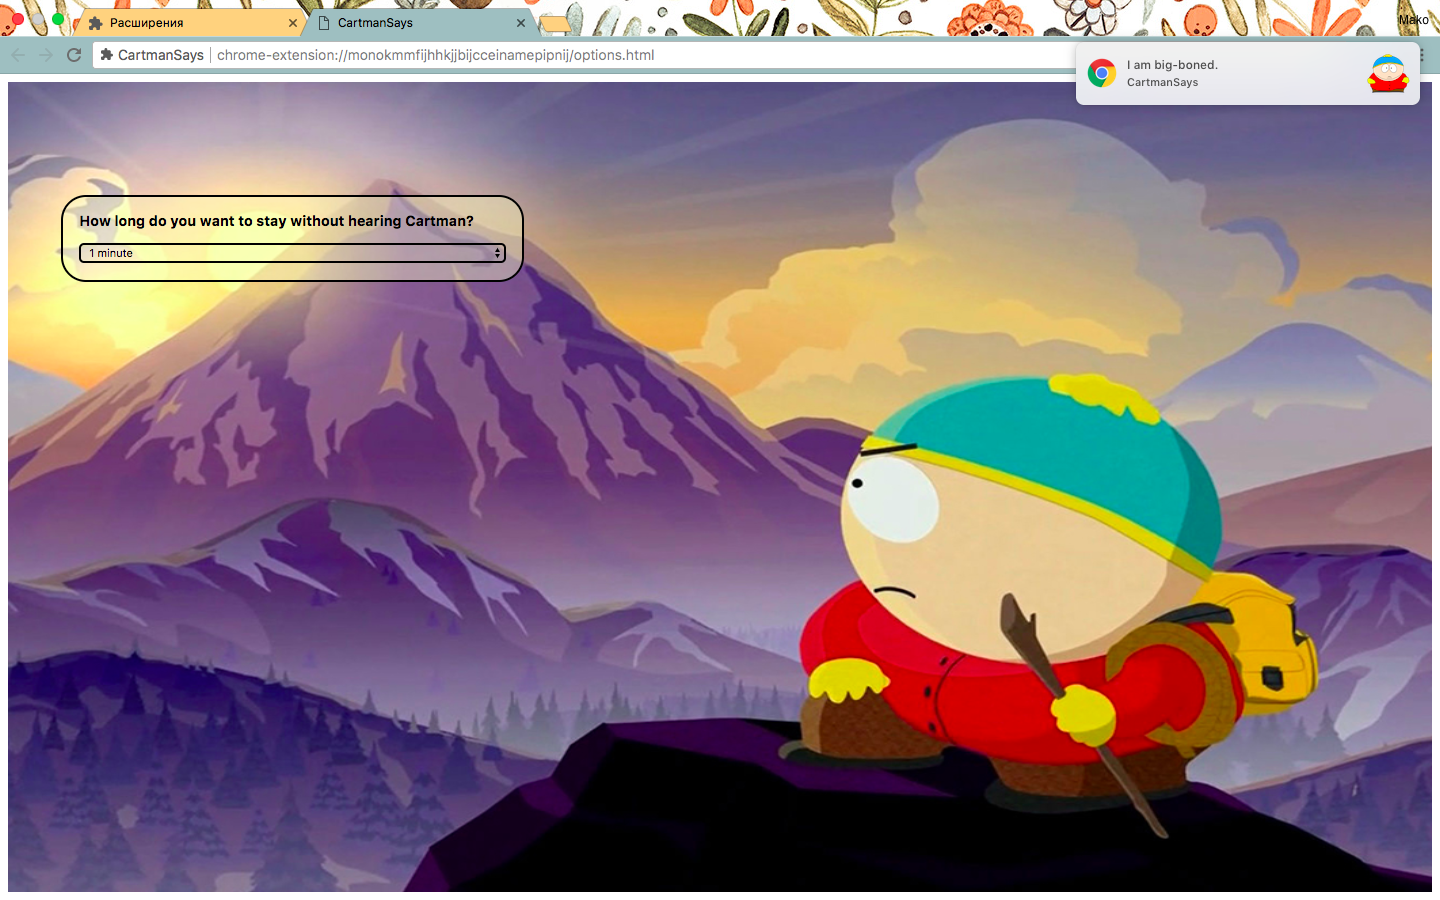 Расширения
CartmanSays
Mako
CartmanSays
chrome-extension://monokmmfijhhkjjbijcceinamepipnij/options.html
I am big-boned.
CartmanSays
How long do you want to stay without hearing Cartman?
1 minute